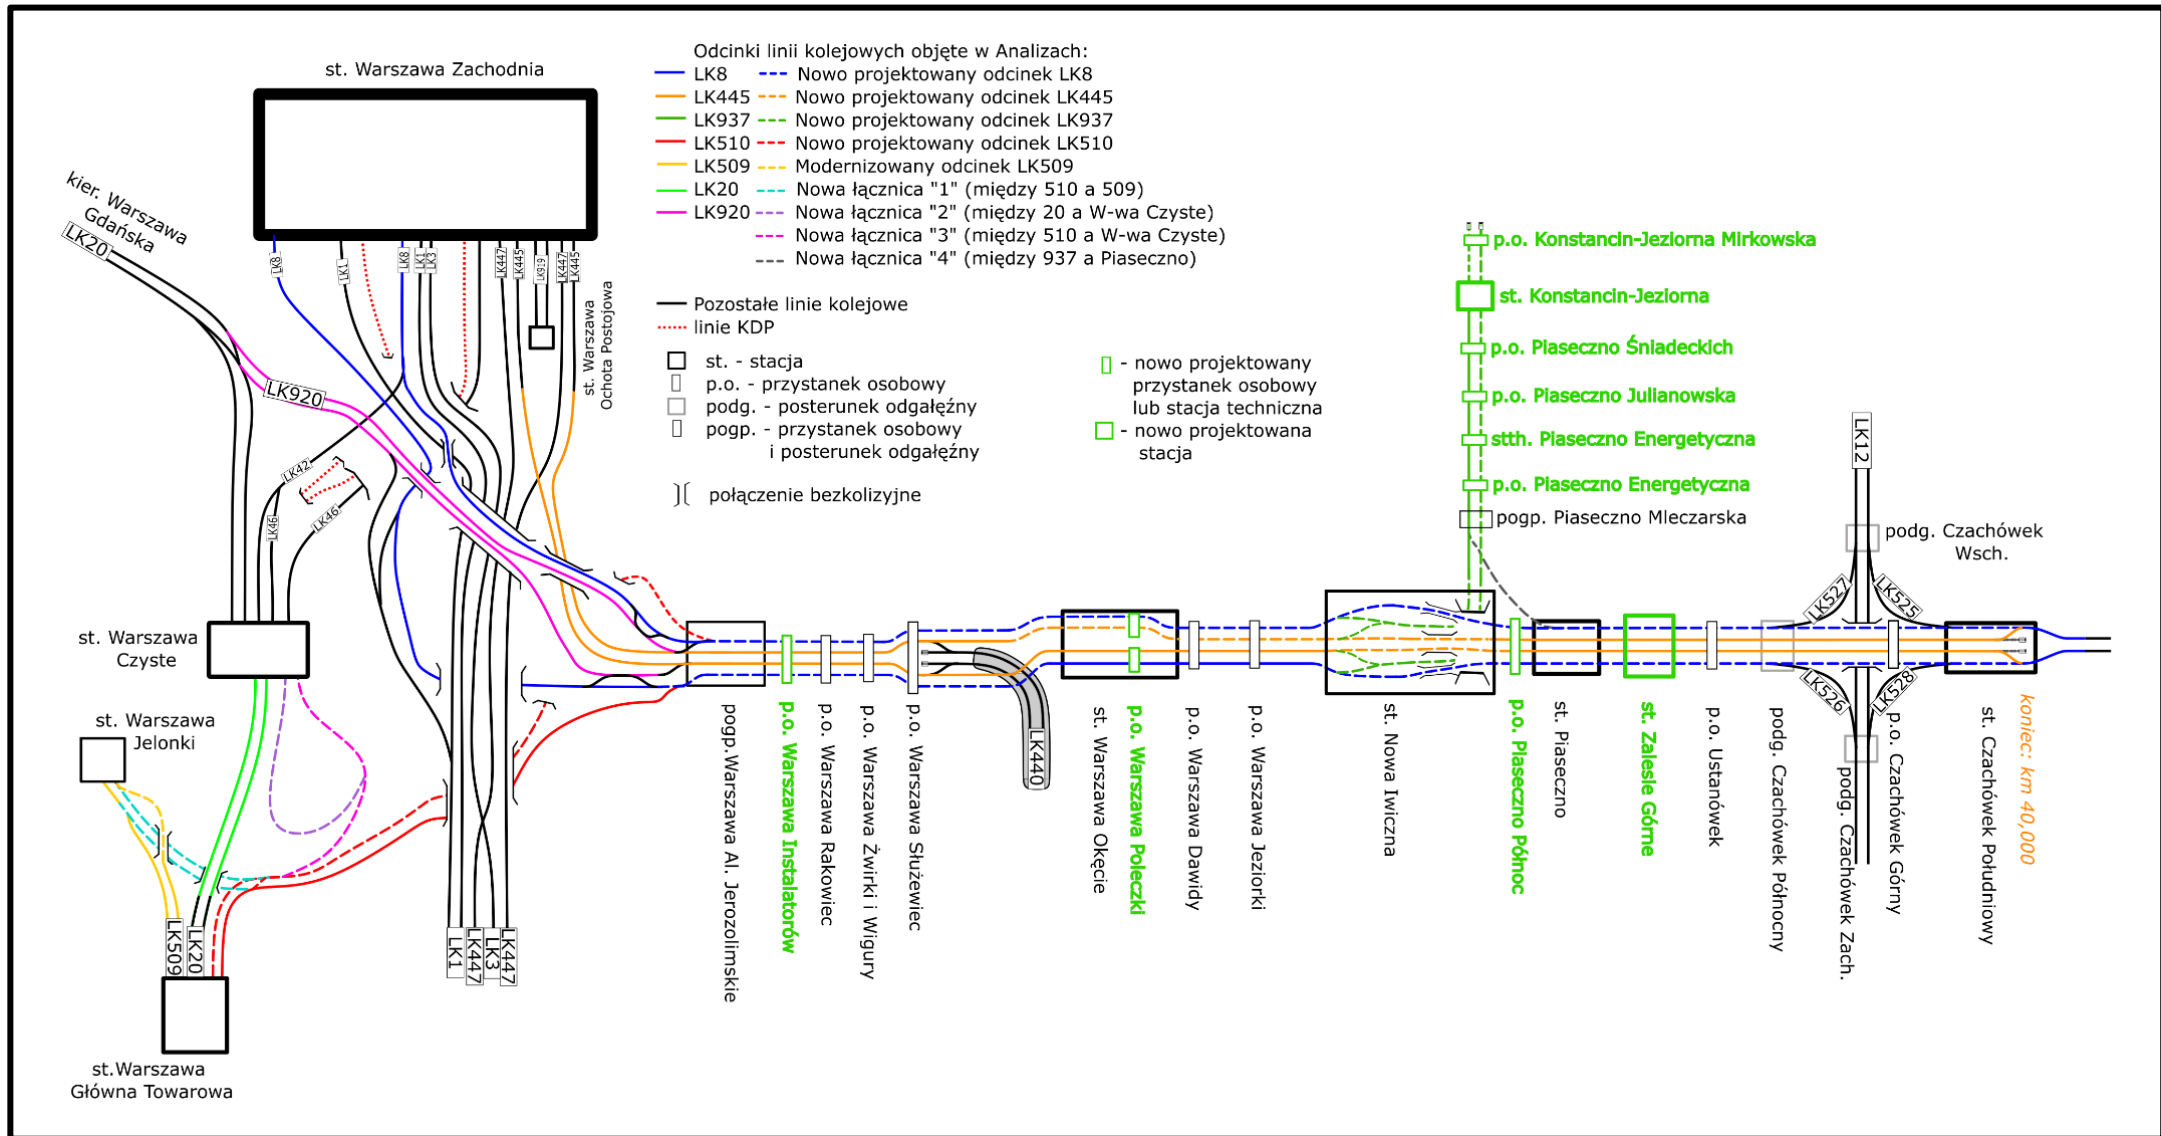 st. Warszawa Zachodnia
Odcinki linii kolejowych objęte w Analizach:
LK8 Nowo projektowany odcinek LK8
LK445 Nowo projektowany odcinek LK445
LK937 Nowo projektowany odcinek LK937
LK510 Nowo projektowany odcinek LK510
LK509 Modernizowany odcinek LK509
LK20 Nowa łącznica "1" (między 510 a 509)
LK920 Nowa łącznica "2" (między 20 a W-wa Czyste)
Nowa łącznica "3" (między 510 a W-wa Czyste)
Nowa łącznica "4" (między 937 a Piaseczno)
Pozostałe linie kolejowe
linie KDP
st. - stacja
p.o. - przystanek osobowy
podg. - posterunek odgałęźny
pogp. - przystanek osobowy
i posterunek odgałęźny
połączenie bezkolizyjne
- nowo projektowany
przystanek osobowy
lub stacja techniczna
- nowo projektowana
stacja
kier. Warszawa
Gdańska
LK20
LK8
LK1
LK8
LK1
LK3
LK447
LK445
LK919
LK447
LK445
st. Warszawa
Ochota Postojowa
LK920
LK42
LK46
LK46
st. Warszawa
Czyste
st. Warszawa
Jelonki
LK509
LK20
st.Warszawa
Główna Towarowa
LK1
LK447
LK3
LK447
pogp.Warszawa Al. Jerozolimskie
p.o. Warszawa Instalatorów
p.o. Warszawa Rakowiec
p.o. Warszawa Żwirki i Wigury
p.o. Warszawa Służewiec
LK440
st. Warszawa Okęcie
p.o. Warszawa Poleczki
p.o. Warszawa Dawidy
p.o. Warszawa Jeziorki
st. Nowa Iwiczna
p.o. Konstancin-Jeziorna Mirkowska
st. Konstancin-Jeziorna
p.o. Piaseczno Śniadeckich
p.o. Piaseczno Julianowska
stth. Piaseczno Energetyczna
p.o. Piaseczno Energetyczna
pogp. Piaseczno Mleczarska
p.o. Piaseczno Północ
st. Piaseczno
st. Zalesie Górne
p.o. Ustanówek
podg. Czachówek Północny
LK12
podg. Czachówek
Wsch.
LK527
LK525
LK526
LK528
podg. Czachówek Zach.
p.o. Czachówek Górny
st. Czachówek Południowy
koniec: km 40,000